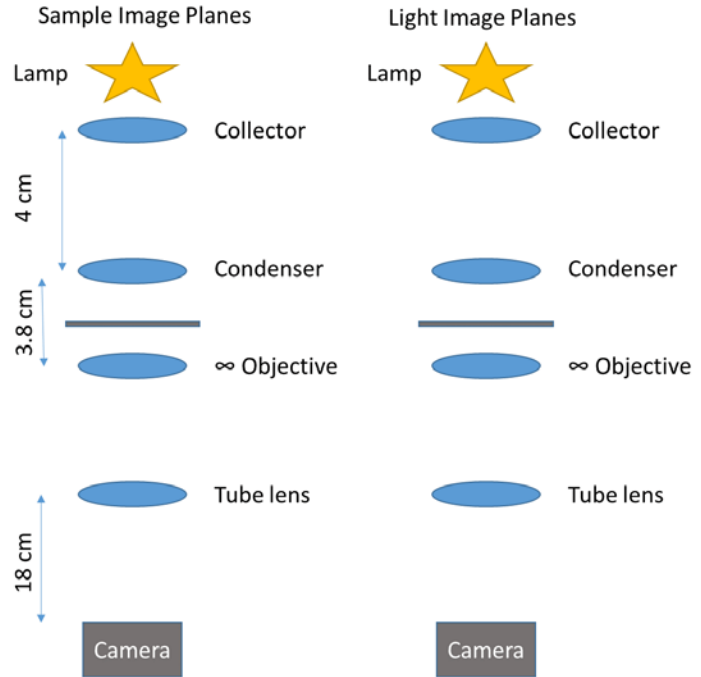 Sample Image Planes
Light Image Planes
Lamp
Lamp
Collector
Collector
4 cm
Condenser
Condenser
3.8 cm
∞ Objective
∞ Objective
Tube lens
Tube lens
18 cm
Camera
Camera